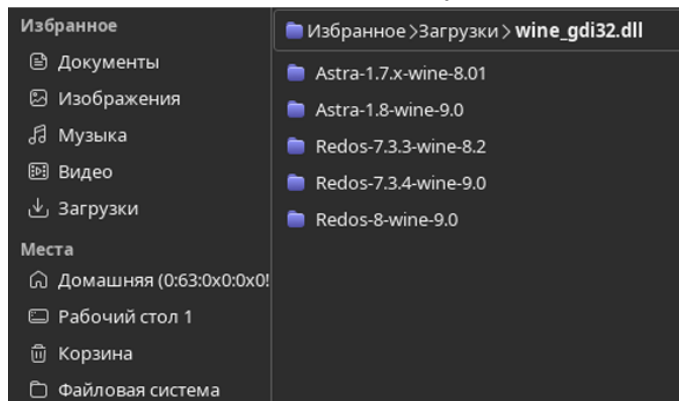 Избранное
Документы
Изображения
Музыка
Видео
Загрузки
Места
Домашняя (0:63:0x0:0x0!
Рабочий стол 1
Корзина
Файловая система
Избранное > Загрузки > wine_gdi32.dll
Astra-1.7.x-wine-8.01
Astra-1.8-wine-9.0
Redos-7.3.3-wine-8.2
Redos-7.3.4-wine-9.0
Redos-8-wine-9.0